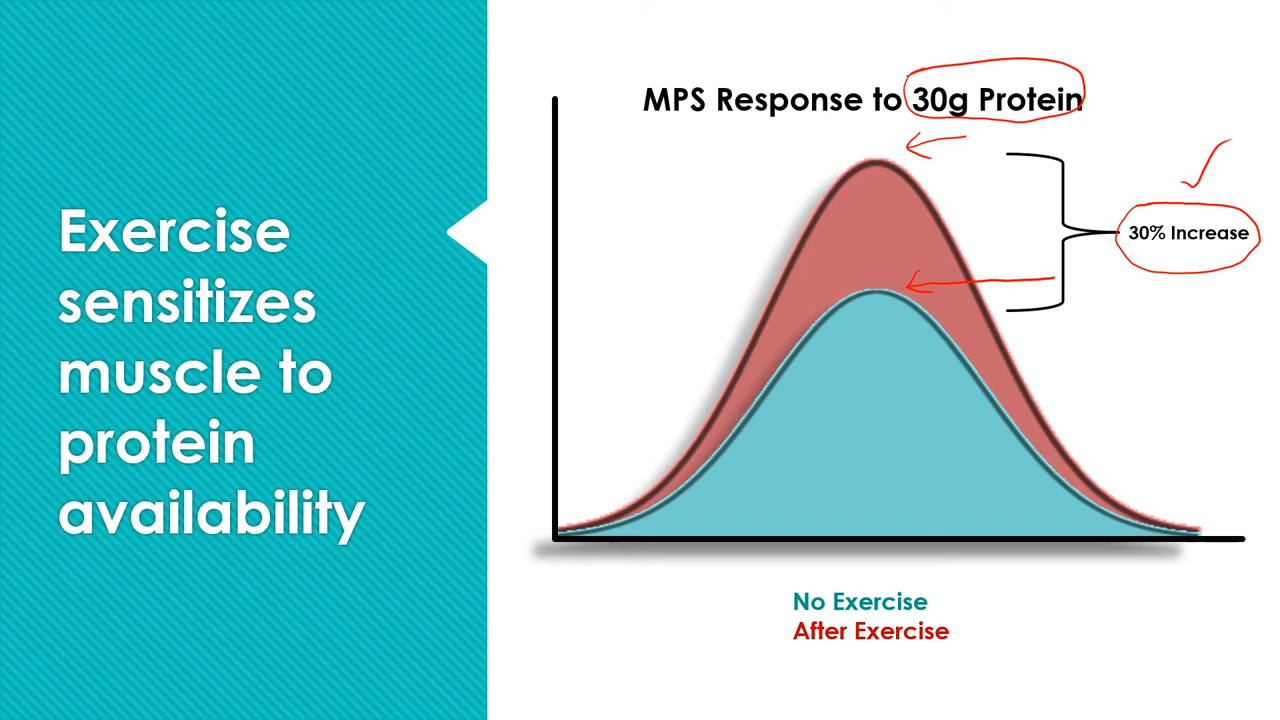 Exercise
sensitizes
muscle to
protein
availability
MPS Response to 30g Protein
30% Increase
No Exercise
After Exercise